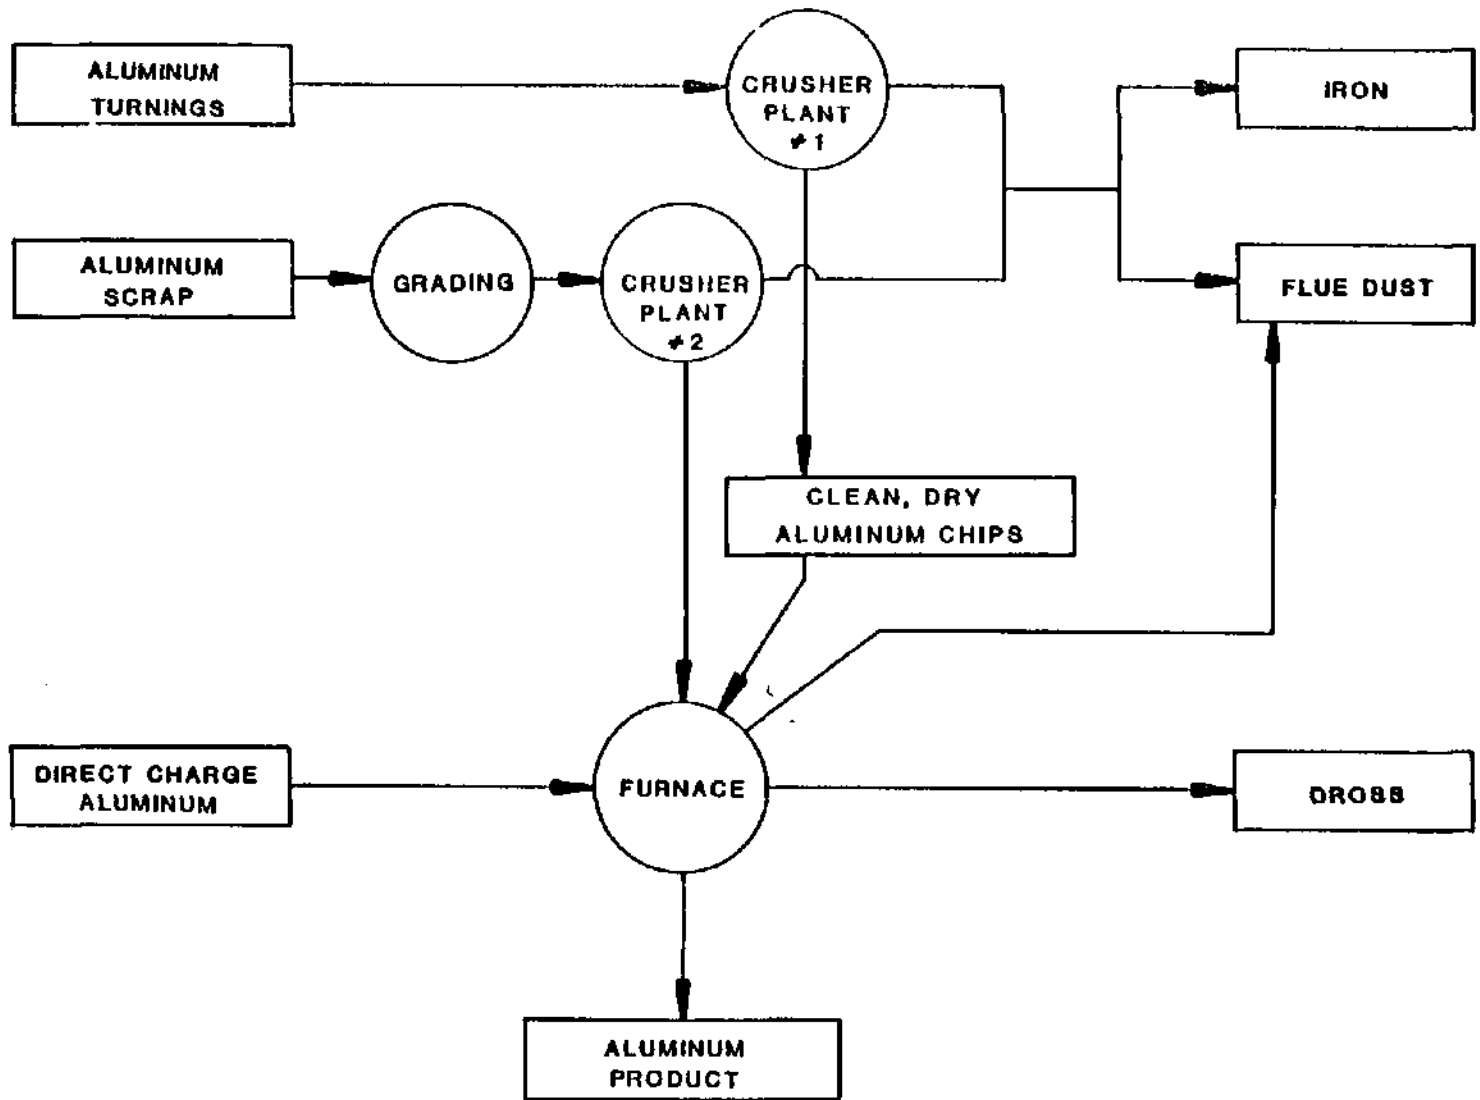 ALUMINUM
TURNINGS
CRUSHER
PLANT
#1
IRON
ALUMINUM
SCRAP
GRADING
CRUSHER
PLANT
#2
FLUE DUST
CLEAN, DRY
ALUMINUM CHIPS
DIRECT CHARGE
ALUMINUM
FURNACE
DROSS
ALUMINUM
PRODUCT